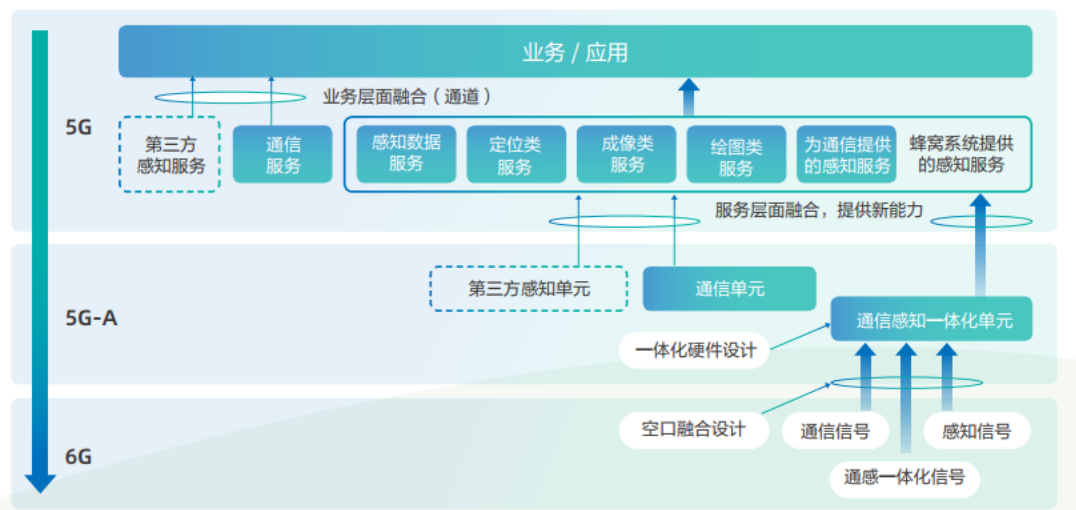 业务 / 应用
业务层面融合（通道）
5G
第三方
感知服务
通信
服务
感知数据
服务
定位类
服务
成像类
服务
绘图类
服务
为通信提供
的感知服务
蜂窝系统提供
的感知服务
服务层面融合，提供新能力
5G-A
第三方感知单元
通信单元
通信感知一体化单元
一体化硬件设计
6G
空口融合设计
通信信号
感知信号
通感一体化信号